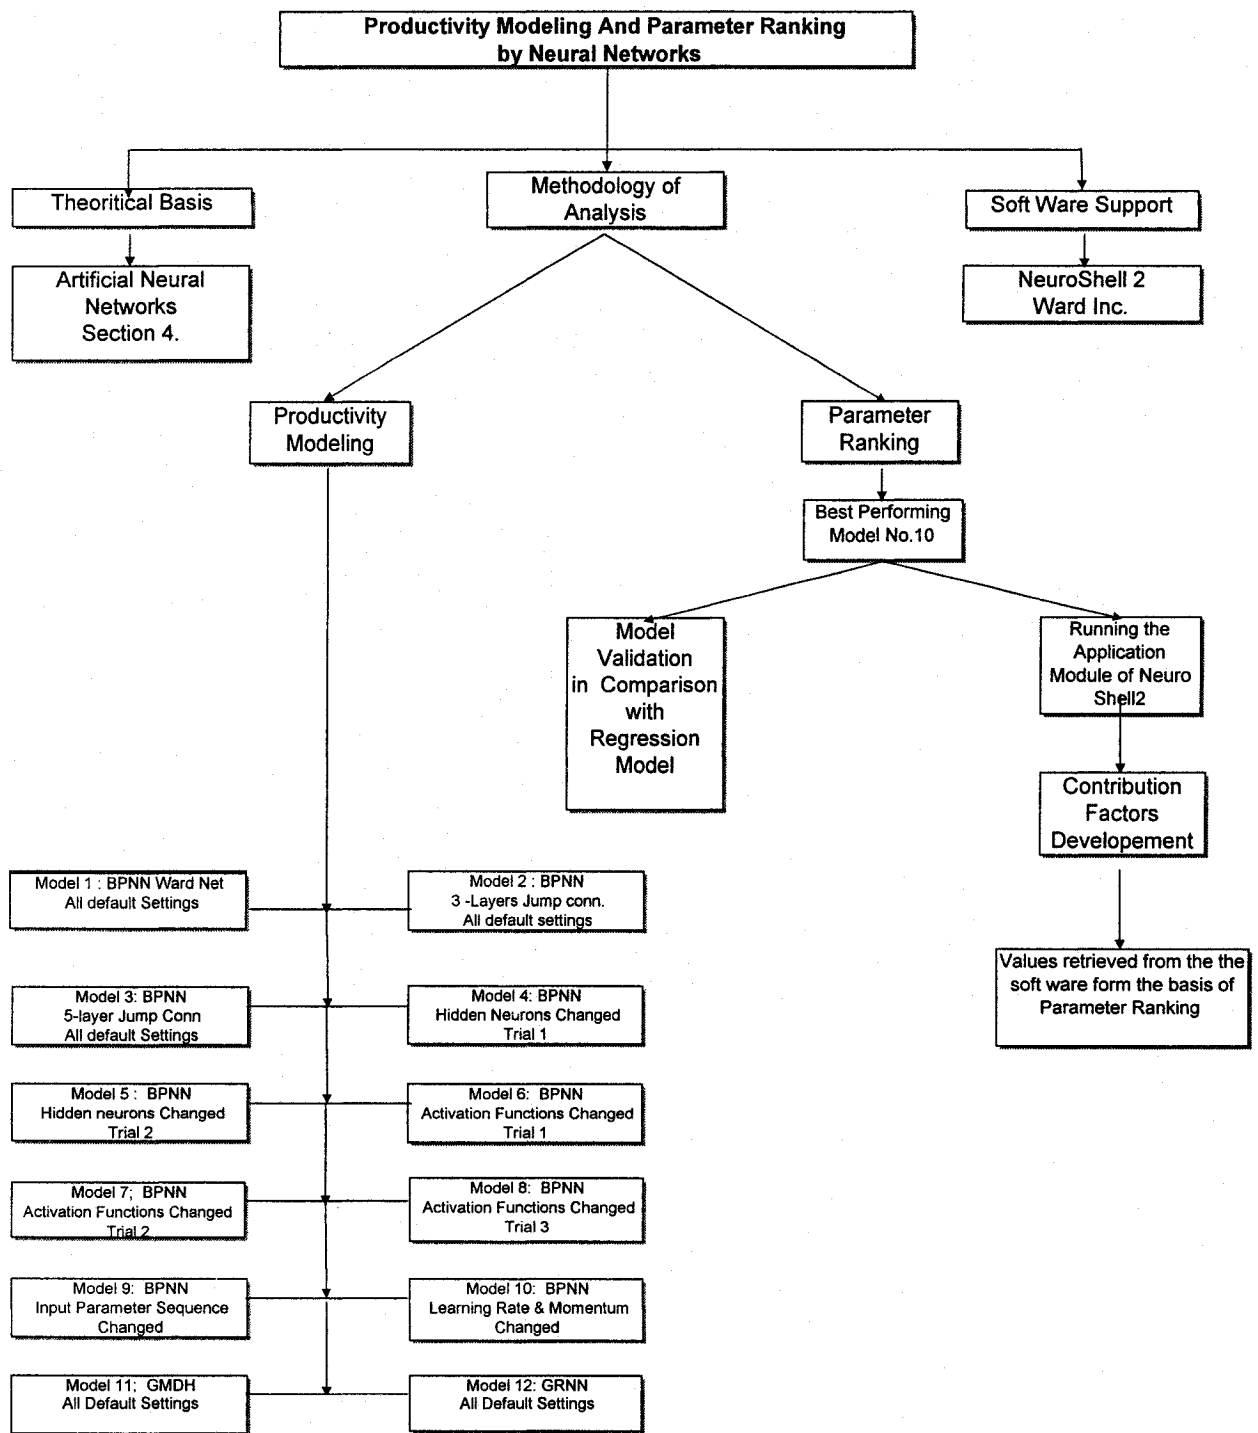 Productivity Modeling And Parameter Ranking
by Neural Networks
Theoritical Basis
Methodology of
Analysis
Soft Ware Support
Artificial Neural
Networks
Section 4.
NeuroShell 2
Ward Inc.
Productivity
Modeling
Parameter
Ranking
Best Performing
Model No.10
Model
Validation
in Comparison
with
Regression
Model
Running the
Application
Module of Neuro
Shell2
Contribution
Factors
Developement
Values retrieved from the the
soft ware form the basis of
Parameter Ranking
Model 1 : BPNN Ward Net
All default Settings
Model 2 : BPNN
3 -Layers Jump conn.
All default settings
Model 3: BPNN
5-layer Jump Conn
All default Settings
Model 4: BPNN
Hidden Neurons Changed
Trial 1
Model 5 : BPNN
Hidden neurons Changed
Trial 2
Model 6: BPNN
Activation Functions Changed
Trial 1
Model 7; BPNN
Activation Functions Changed
Trial 2
Model 8: BPNN
Activation Functions Changed
Trial 3
Model 9: BPNN
Input Parameter Sequence
Changed
Model 10: BPNN
Learning Rate & Momentum
Changed
Model 11; GMDH
All Default Settings
Model 12: GRNN
All Default Settings